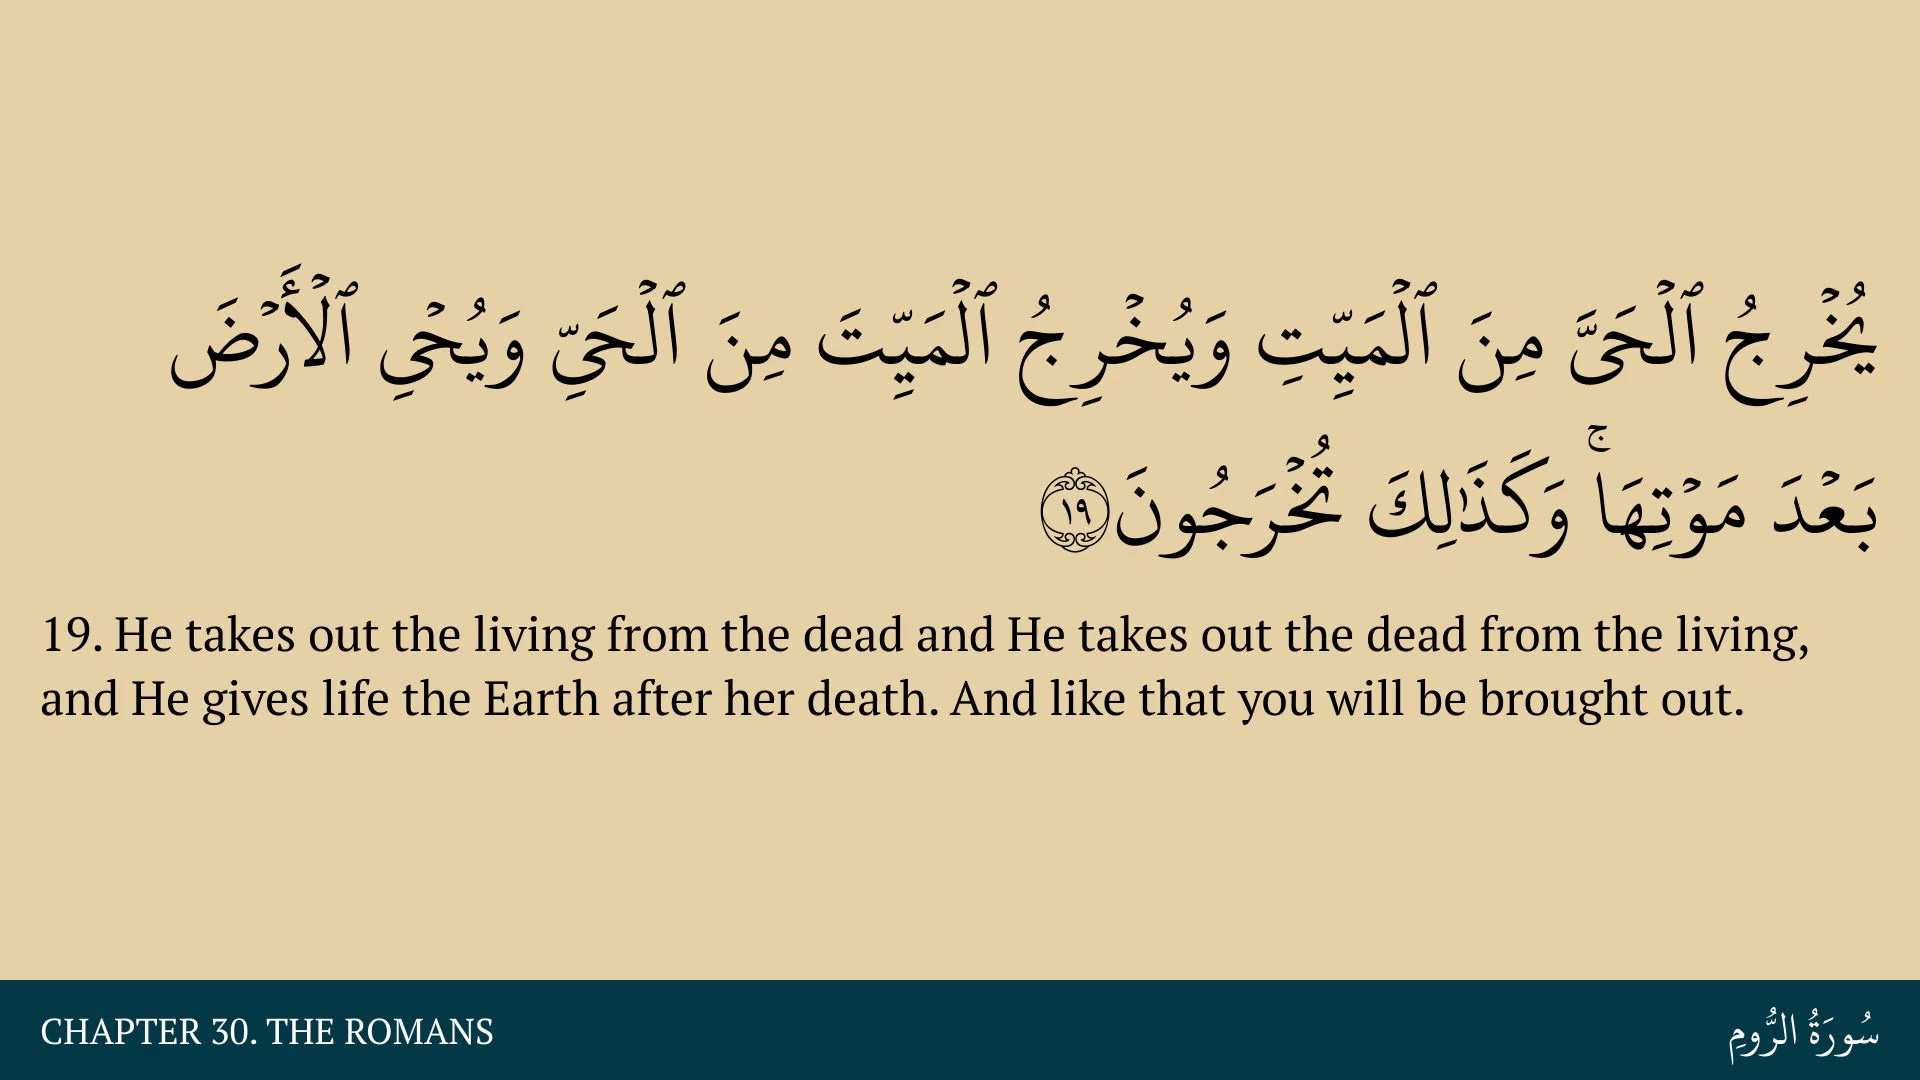 يُخۡرِجُ ٱلۡحَيَّ مِنَ ٱلۡمَيِّتِ وَيُخۡرِجُ ٱلۡمَيِّتَ مِنَ ٱلۡحَيِّ وَيُحۡيِ ٱلۡأَرۡضَ
بَعۡدَ مَوۡتِهَاۚ وَكَذَٰلِكَ تُخۡرَجُونَ ١٩
19. He takes out the living from the dead and He takes out the dead from the living,
and He gives life the Earth after her death. And like that you will be brought out.
CHAPTER 30. THE ROMANS
سُورَةُ الرُّومِ